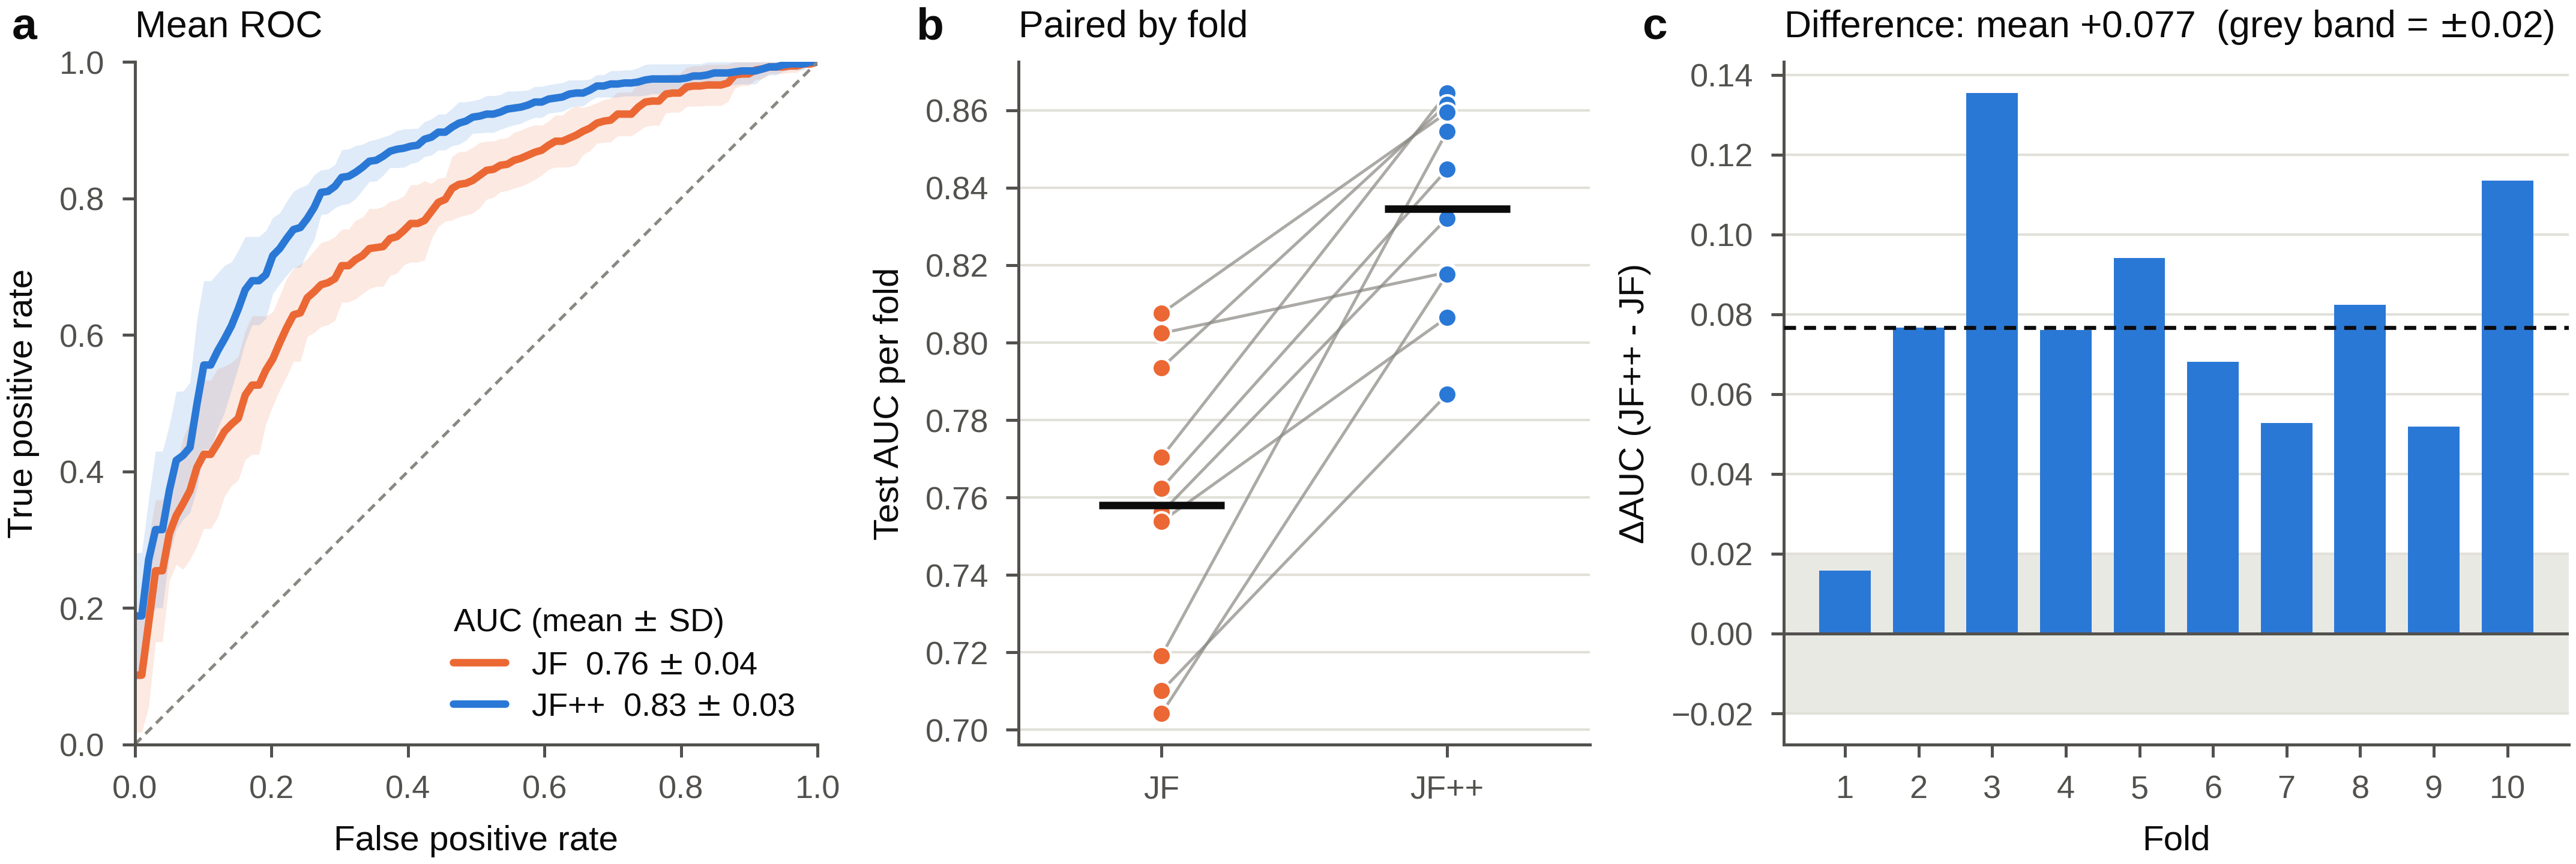 a
Mean ROC
True positive rate
1.0
0.8
0.6
0.4
0.2
0.0
0.0 0.2 0.4 0.6 0.8 1.0
False positive rate
AUC (mean ± SD)
JF 0.76 ± 0.04
JF++ 0.83 ± 0.03
b
Paired by fold
Test AUC per fold
0.86
0.84
0.82
0.80
0.78
0.76
0.74
0.72
0.70
JF JF++
c
Difference: mean +0.077 (grey band = ±0.02)
ΔAUC (JF++ - JF)
0.14
0.12
0.10
0.08
0.06
0.04
0.02
0.00
−0.02
1 2 3 4 5 6 7 8 9 10
Fold